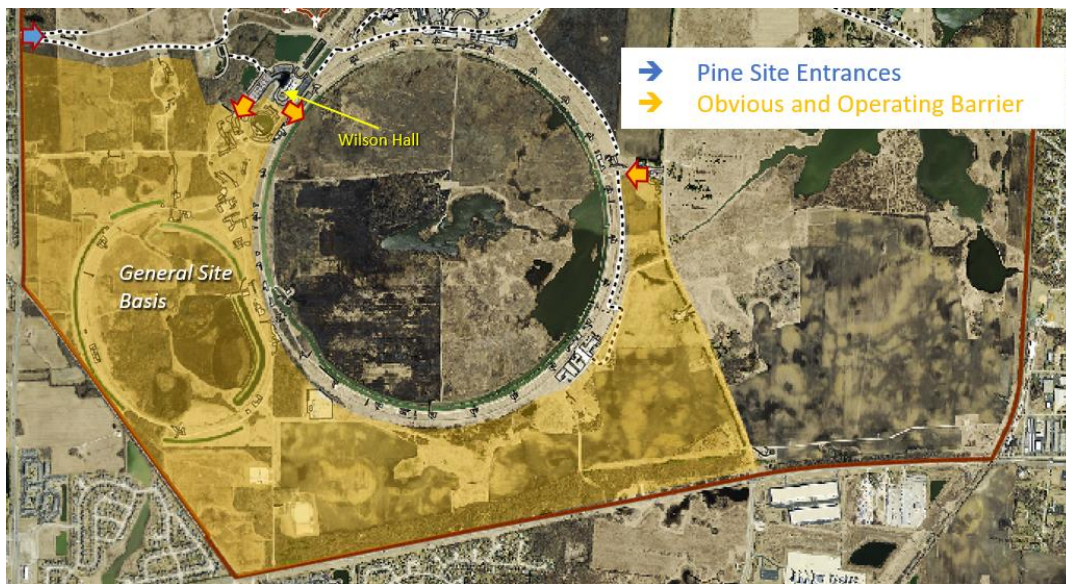 Pine Site Entrances
Obvious and Operating Barrier
Wilson Hall
General Site
Basis